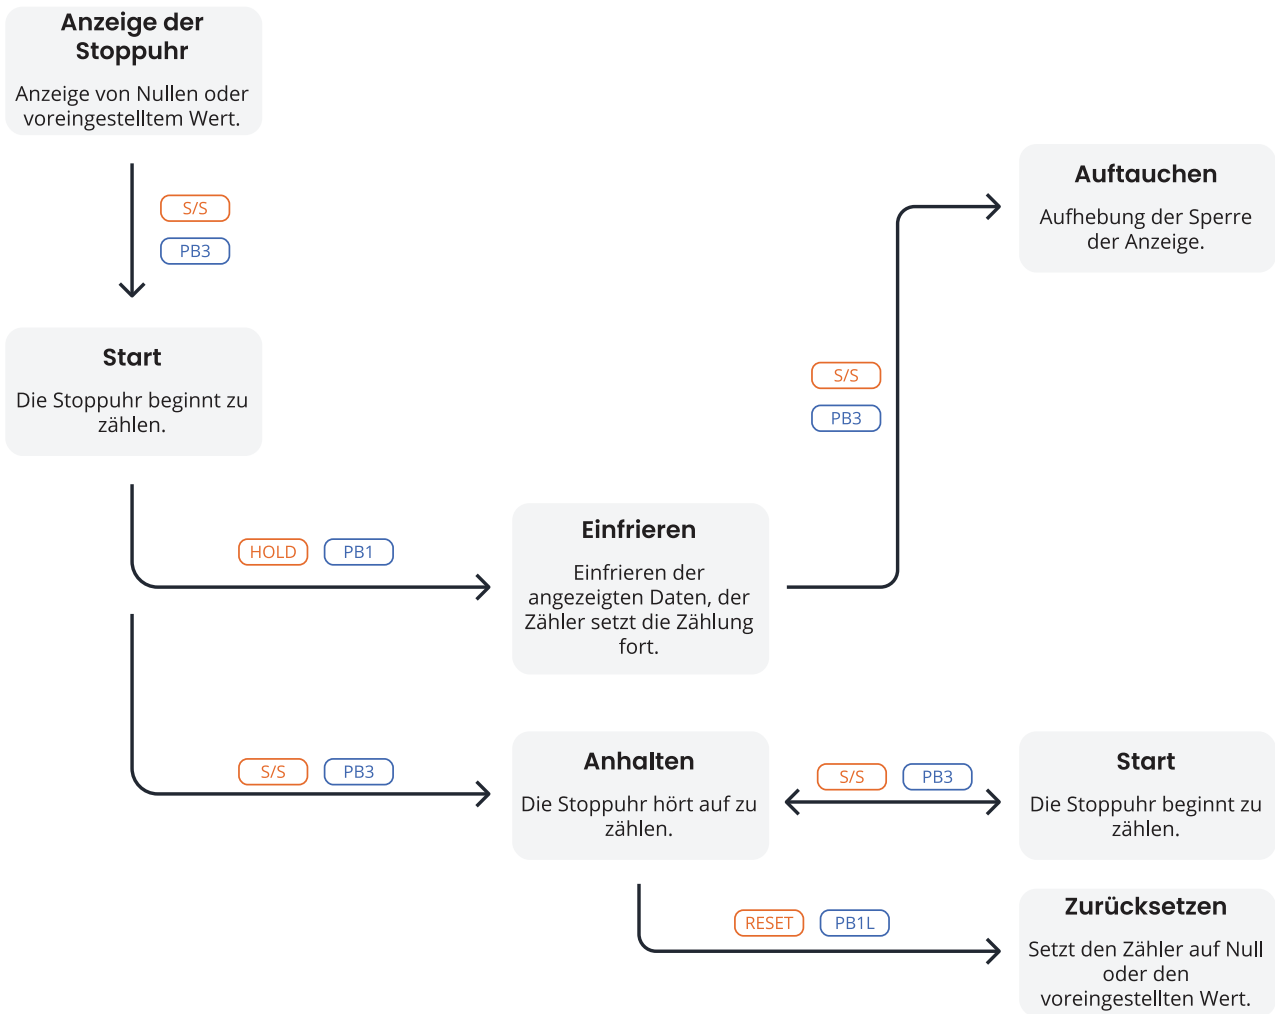 Anzeige der
Stoppuhr
Anzeige von Nullen oder
voreingestelltem Wert.
S/S
PB3
Start
Die Stoppuhr beginnt zu
zählen.
HOLD PB1
Einfrieren
Einfrieren der
angezeigten Daten, der
Zähler setzt die Zählung
fort.
S/S
PB3
Auftauchen
Aufhebung der Sperre
der Anzeige.
S/S PB3
Anhalten
Die Stoppuhr hört auf zu
zählen.
S/S PB3
Start
Die Stoppuhr beginnt zu
zählen.
RESET PB1L
Zurücksetzen
Setzt den Zähler auf Null
oder den
voreingestellten Wert.